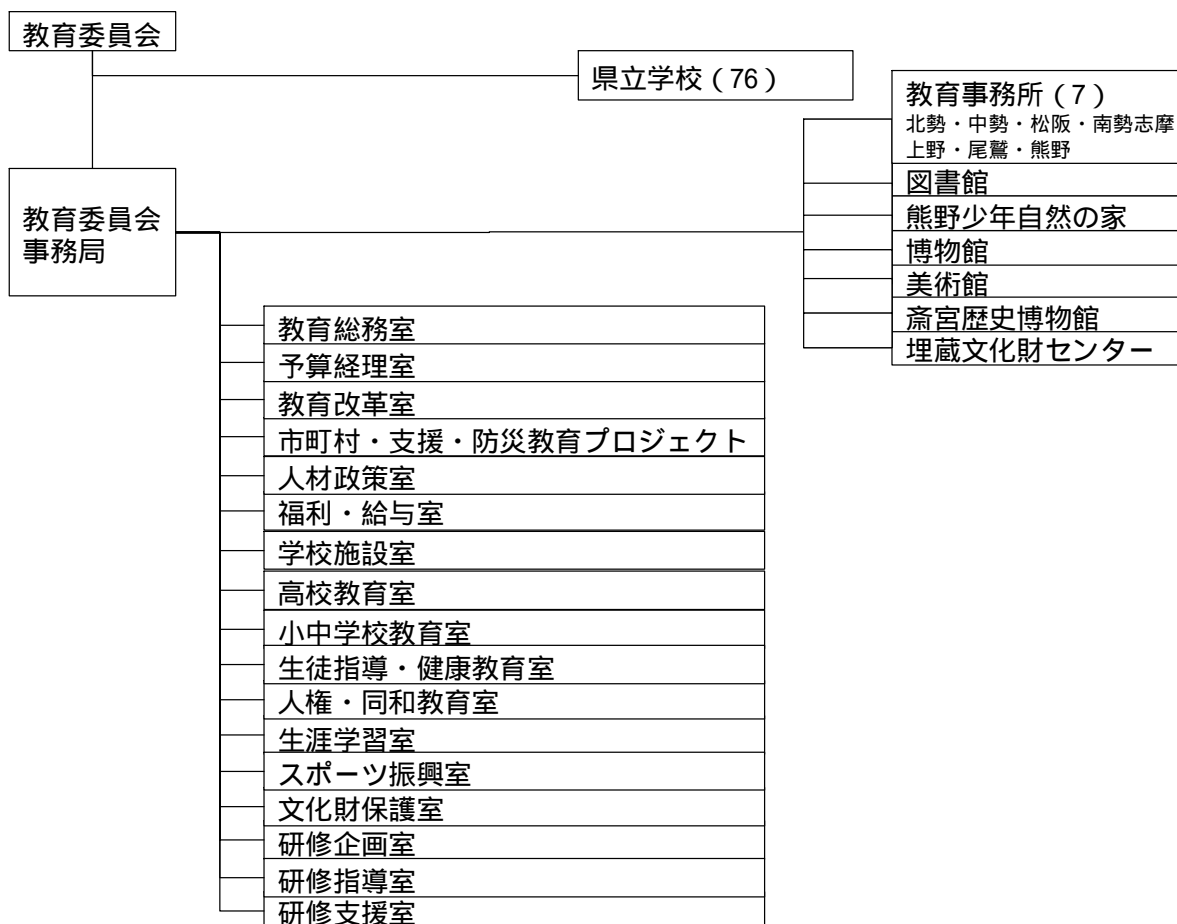 教育委員会
県立学校（76）
教育事務所（7）
北勢・中勢・松阪・南勢志摩
上野・尾鷲・熊野
図書館
熊野少年自然の家
博物館
美術館
斎宮歴史博物館
埋蔵文化財センター
教育委員会
事務局
教育総務室
予算経理室
教育改革室
市町村・支援・防災教育プロジェクト
人材政策室
福利・給与室
学校施設室
高校教育室
小中学校教育室
生徒指導・健康教育室
人権・同和教育室
生涯学習室
スポーツ振興室
文化財保護室
研修企画室
研修指導室
研修支援室